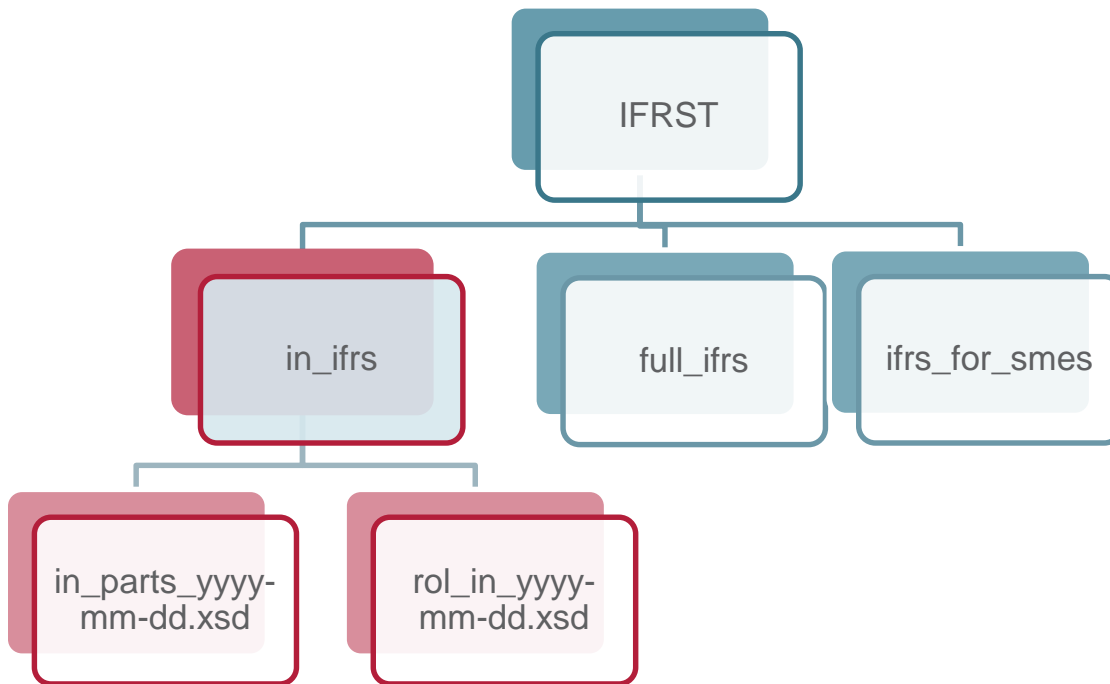 IFRST
in_ifrs
full_ifrs
ifrs_for_smes
in_parts_yyyy-
mm-dd.xsd
rol_in_yyyy-
mm-dd.xsd